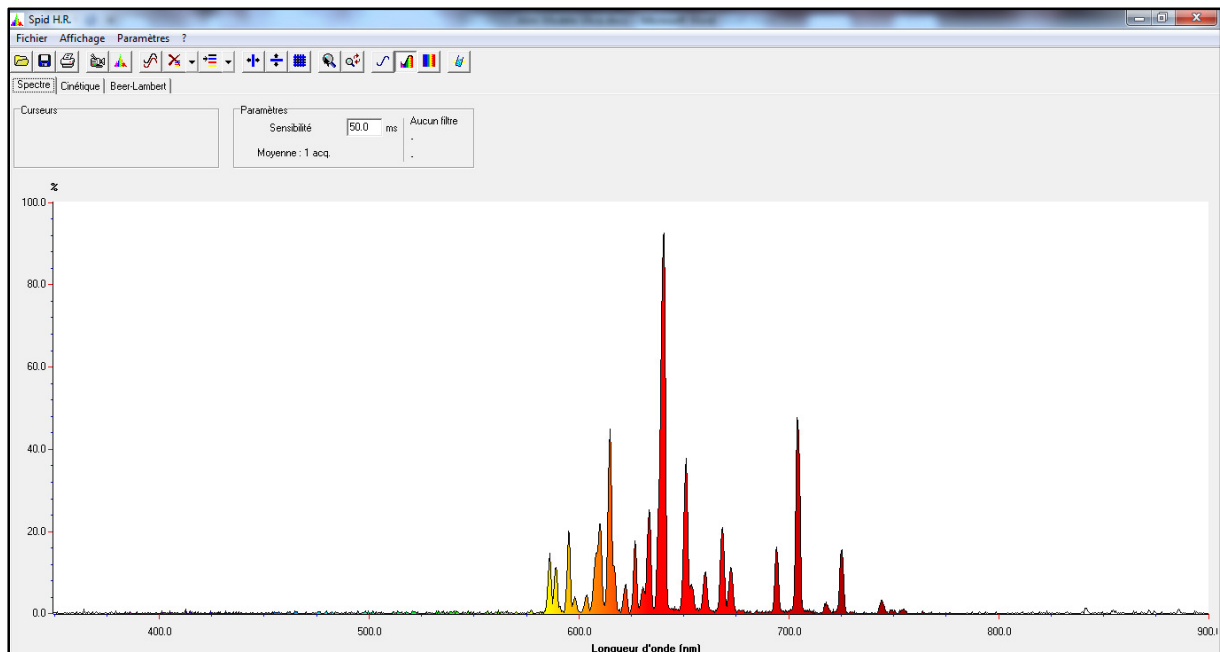 Spid H.R.
Fichier Affichage Paramètres ?
Spectre Cinétique Beer-Lambert
Curseurs
Paramètres
Sensibilité 50.0 ms
Aucun filtre
-
Moyenne : 1 acq.
-
%
100.0
80.0
60.0
40.0
20.0
0.0
400.0 500.0 600.0 700.0 800.0 900.0
Longueur d'onde (nm)